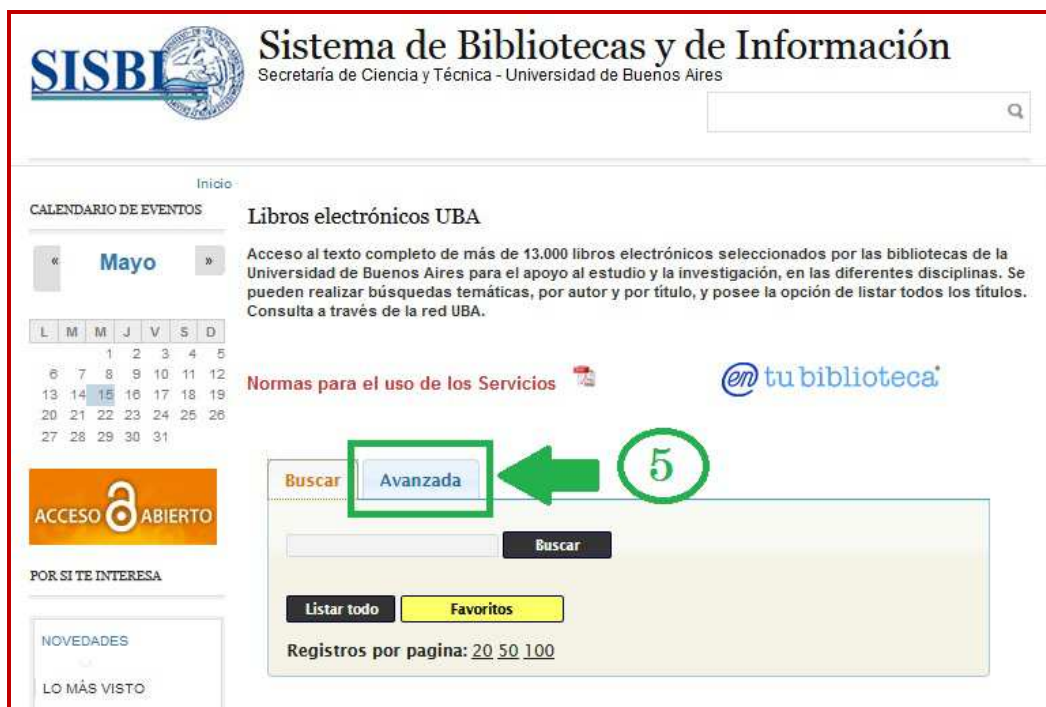 SISBI
Sistema de Bibliotecas y de Información
Secretaría de Ciencia y Técnica - Universidad de Buenos Aires
Inicio
CALENDARIO DE EVENTOS
« Mayo »
L M M J V S D
1 2 3 4 5
6 7 8 9 10 11 12
13 14 15 16 17 18 19
20 21 22 23 24 25 26
27 28 29 30 31
ACCESO ABIERTO
POR SI TE INTERESA
NOVEDADES
LO MÁS VISTO
Libros electrónicos UBA
Acceso al texto completo de más de 13.000 libros electrónicos seleccionados por las bibliotecas de la
Universidad de Buenos Aires para el apoyo al estudio y la investigación, en las diferentes disciplinas. Se
pueden realizar búsquedas temáticas, por autor y por título, y posee la opción de listar todos los títulos.
Consulta a través de la red UBA.
Normas para el uso de los Servicios
en tu biblioteca
Buscar Avanzada
5
Buscar
Listar todo Favoritos
Registros por pagina: 20 50 100